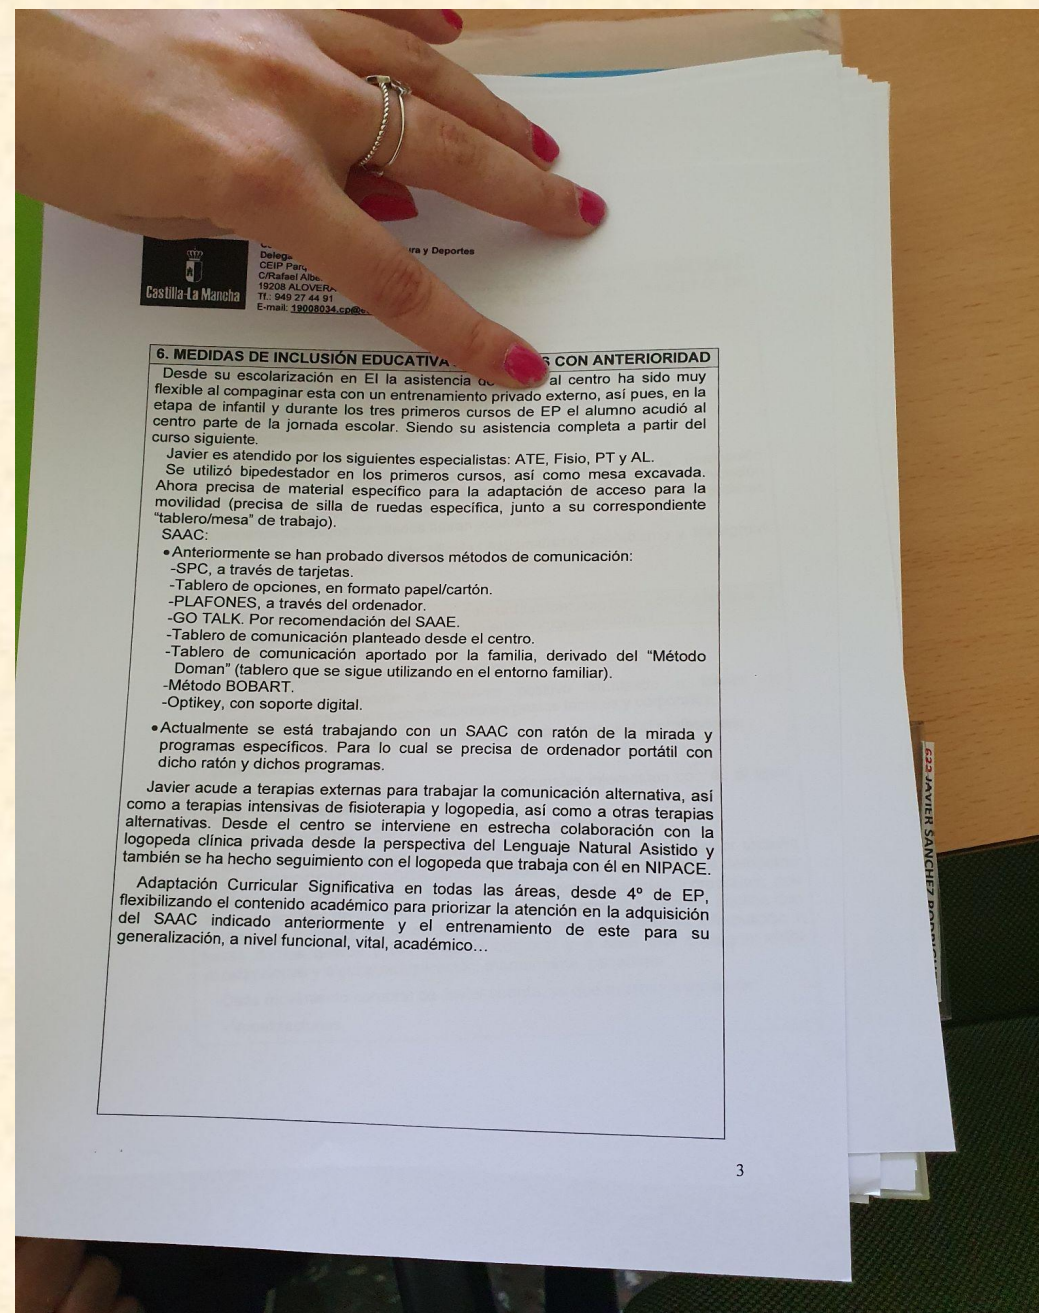 ra y Deportes
CEIP
C/Rafael
19208 ALOVERA
Tf.: 949 27 44 91
E-mail: 19008034.cp@
Castilla-La Mancha
6. MEDIDAS DE INCLUSIÓN EDUCATIVA CON ANTERIORIDAD
Desde su escolarización en EI la asistencia al centro ha sido muy
flexible al compaginar esta con un entrenamiento privado externo, así pues, en la
etapa de infantil y durante los tres primeros cursos de EP el alumno acudió al
centro parte de la jornada escolar. Siendo su asistencia completa a partir del
curso siguiente.
Javier es atendido por los siguientes especialistas: ATE, Fisio, PT y AL.
Se utilizó bipedestador en los primeros cursos, así como mesa excavada.
Ahora precisa de material específico para la adaptación de acceso para la
movilidad (precisa de silla de ruedas específica, junto a su correspondiente
“tablero/mesa” de trabajo).
SAAC:
•Anteriormente se han probado diversos métodos de comunicación:
-SPC, a través de tarjetas.
-Tablero de opciones, en formato papel/cartón.
-PLAFONES, a través del ordenador.
-GO TALK. Por recomendación del SAAE.
-Tablero de comunicación planteado desde el centro.
-Tablero de comunicación aportado por la familia, derivado del “Método
Doman” (tablero que se sigue utilizando en el entorno familiar).
-Método BOBART.
-Optikey, con soporte digital.
•Actualmente se está trabajando con un SAAC con ratón de la mirada y
programas específicos. Para lo cual se precisa de ordenador portátil con
dicho ratón y dichos programas.
Javier acude a terapias externas para trabajar la comunicación alternativa, así
como a terapias intensivas de fisioterapia y logopedia, así como a otras terapias
alternativas. Desde el centro se interviene en estrecha colaboración con la
logopeda clínica privada desde la perspectiva del Lenguaje Natural Asistido y
también se ha hecho seguimiento con el logopeda que trabaja con él en NIPACE.
Adaptación Curricular Significativa en todas las áreas, desde 4º de EP,
flexibilizando el contenido académico para priorizar la atención en la adquisición
del SAAC indicado anteriormente y el entrenamiento de este para su
generalización, a nivel funcional, vital, académico…
3
JAVIER SANCHEZ